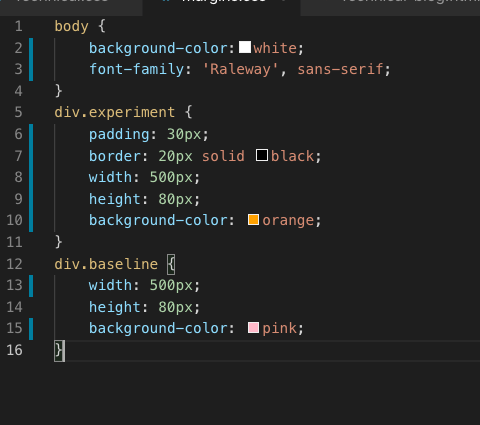 1 body {
2 background-color: white;
3 font-family: 'Raleway', sans-serif;
4 }
5 div.experiment {
6 padding: 30px;
7 border: 20px solid black;
8 width: 500px;
9 height: 80px;
10 background-color: orange;
11 }
12 div.baseline {
13 width: 500px;
14 height: 80px;
15 background-color: pink;
16 }